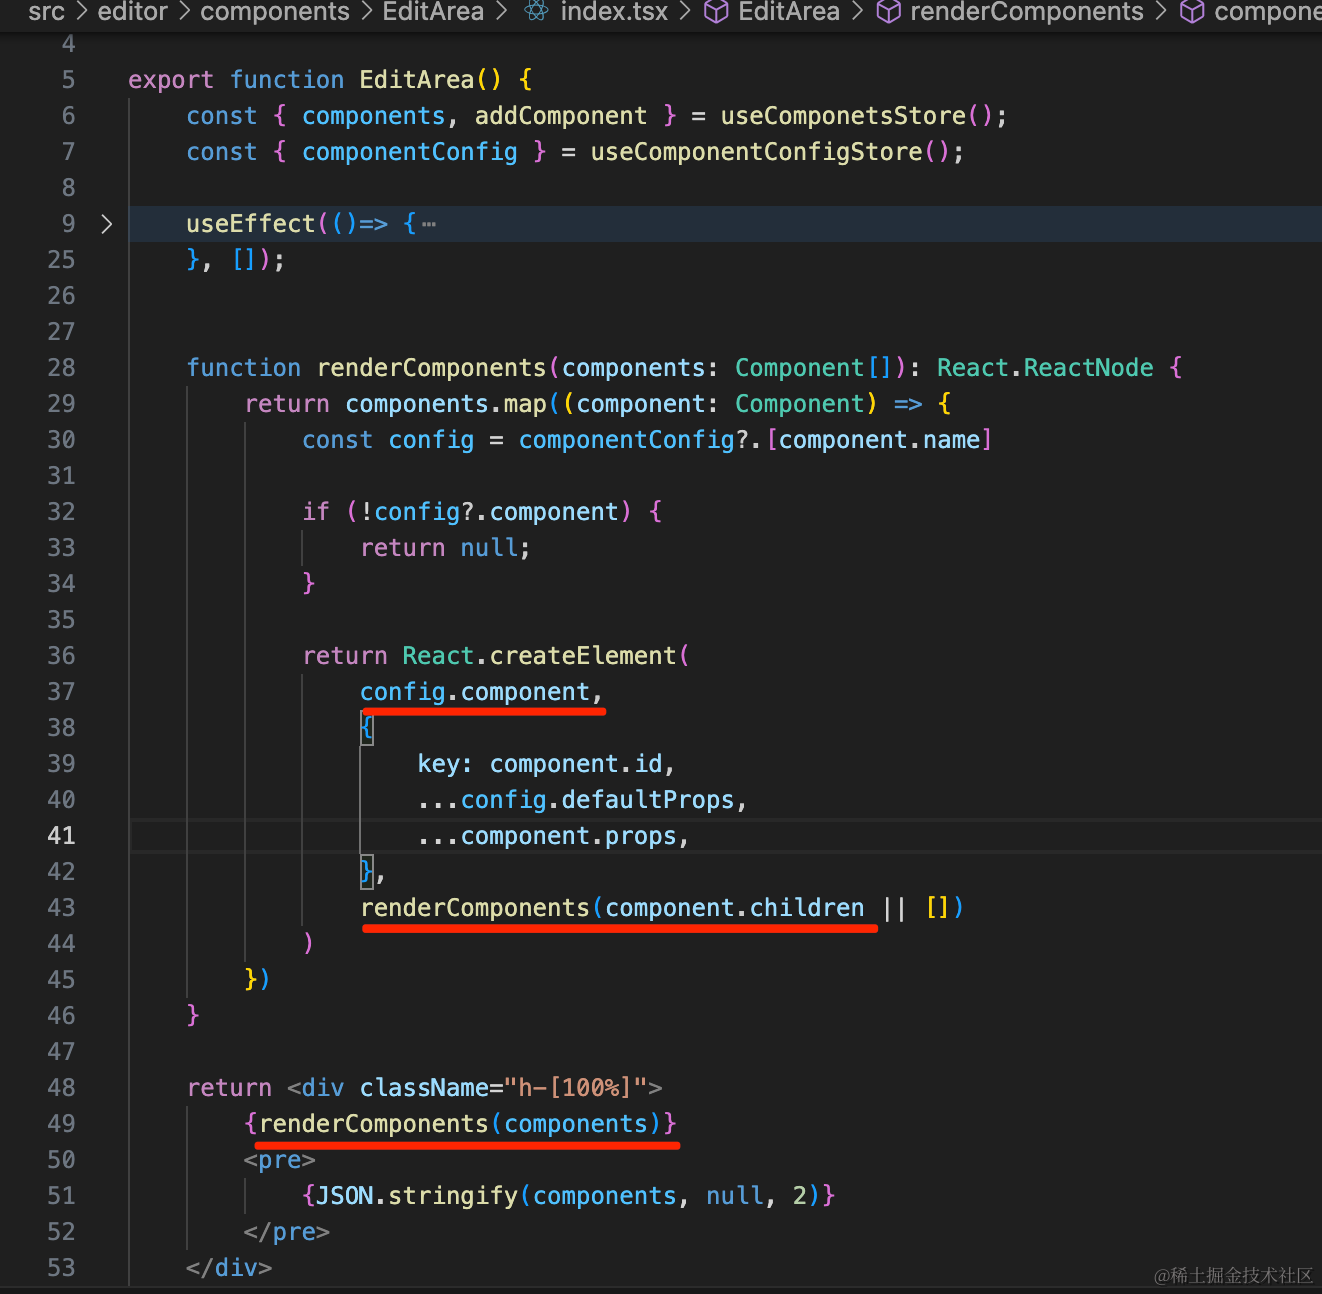 src > editor > components > EditArea > index.tsx > EditArea > renderComponents > compone
4
5 export function EditArea() {
6 const { components, addComponent } = useComponetsStore();
7 const { componentConfig } = useComponentConfigStore();
8
9 useEffect(()=> {⋯
25 }, []);
26
27
28 function renderComponents(components: Component[]): React.ReactNode {
29 return components.map((component: Component) => {
30 const config = componentConfig?.[component.name]
31
32 if (!config?.component) {
33 return null;
34 }
35
36 return React.createElement(
37 config.component,
38 {
39 key: component.id,
40 ...config.defaultProps,
41 ...component.props,
42 },
43 renderComponents(component.children || [])
44 )
45 })
46 }
47
48 return <div className="h-[100%]">
49 {renderComponents(components)}
50 <pre>
51 {JSON.stringify(components, null, 2)}
52 </pre>
53 </div>
@稀土掘金技术社区